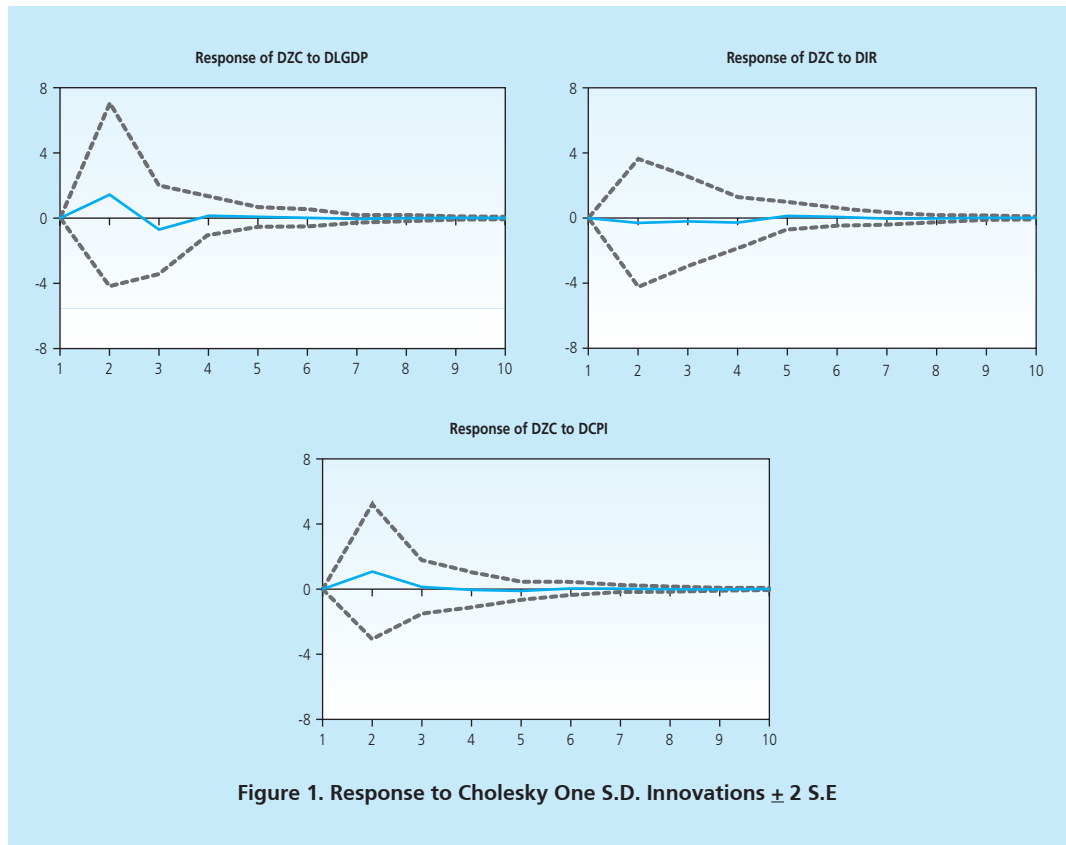 Response of DZC to DLGDP
8
4
0
-4
-8
1 2 3 4 5 6 7 8 9 10
Response of DZC to DIR
8
4
0
-4
-8
1 2 3 4 5 6 7 8 9 10
Response of DZC to DCPI
8
4
0
-4
-8
1 2 3 4 5 6 7 8 9 10
Figure 1. Response to Cholesky One S.D. Innovations ± 2 S.E